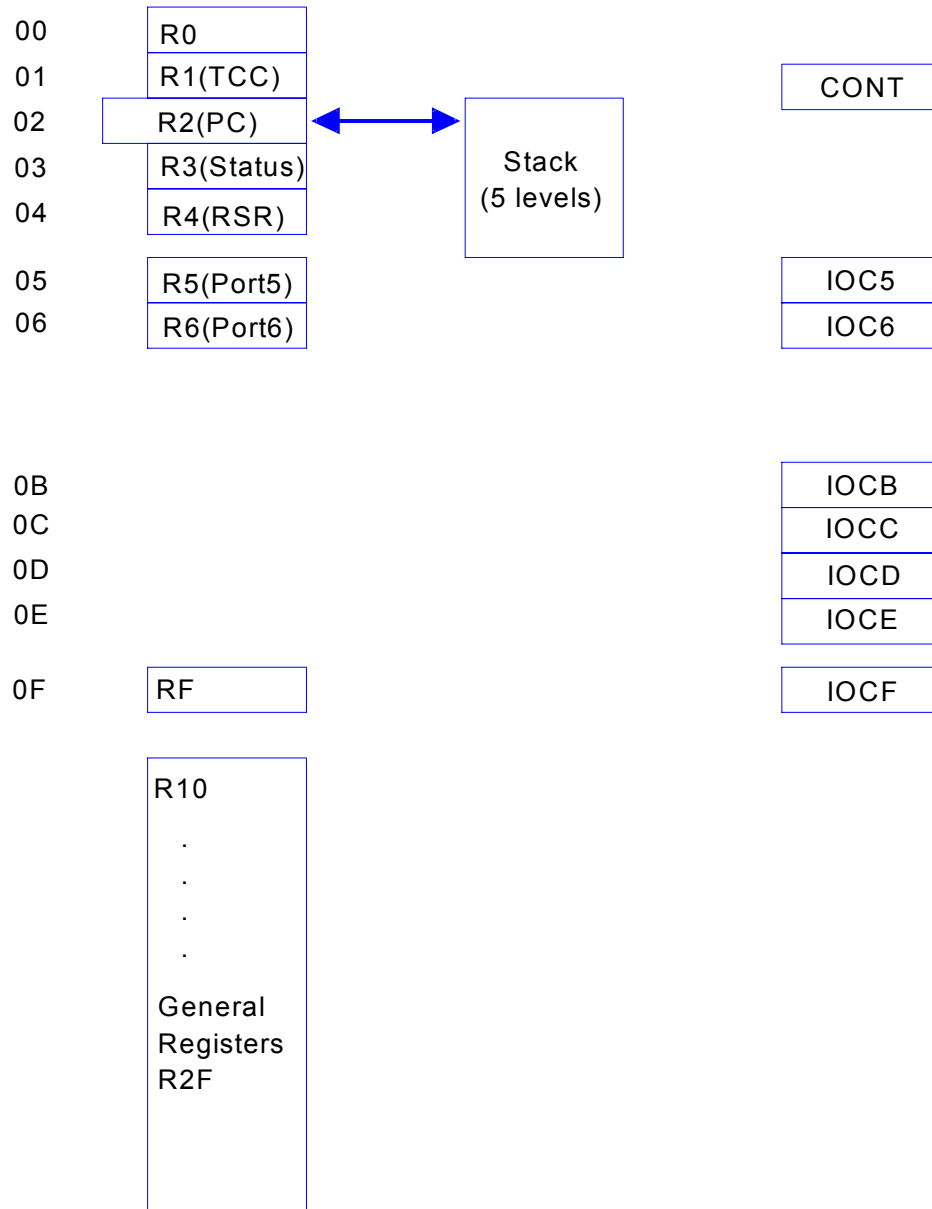 00 R0
01 R1(TCC) CONT
02 R2(PC)
03 R3(Status)
Stack
(5 levels)
04 R4(RSR)
05 R5(Port5) IOC5
06 R6(Port6) IOC6
0B IOCB
0C IOCC
0D IOCD
0E IOCE
0F RF IOCF
R10
.
.
.
.
General
Registers
R2F